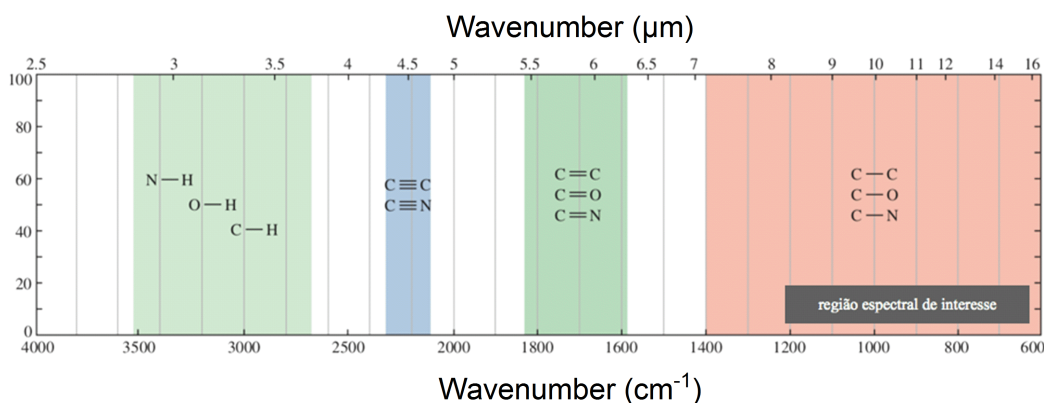 Wavenumber (μm)
2.5 3 3.5 4 4.5 5 5.5 6 6.5 7 8 9 10 11 12 14 16
100
80
60
40
20
0
N—H
O—H
C—H
C≡C
C≡N
C=C
C=O
C=N
C—C
C—O
C—N
região espectral de interesse
4000 3500 3000 2500 2000 1800 1600 1400 1200 1000 800 600
Wavenumber (cm⁻¹)